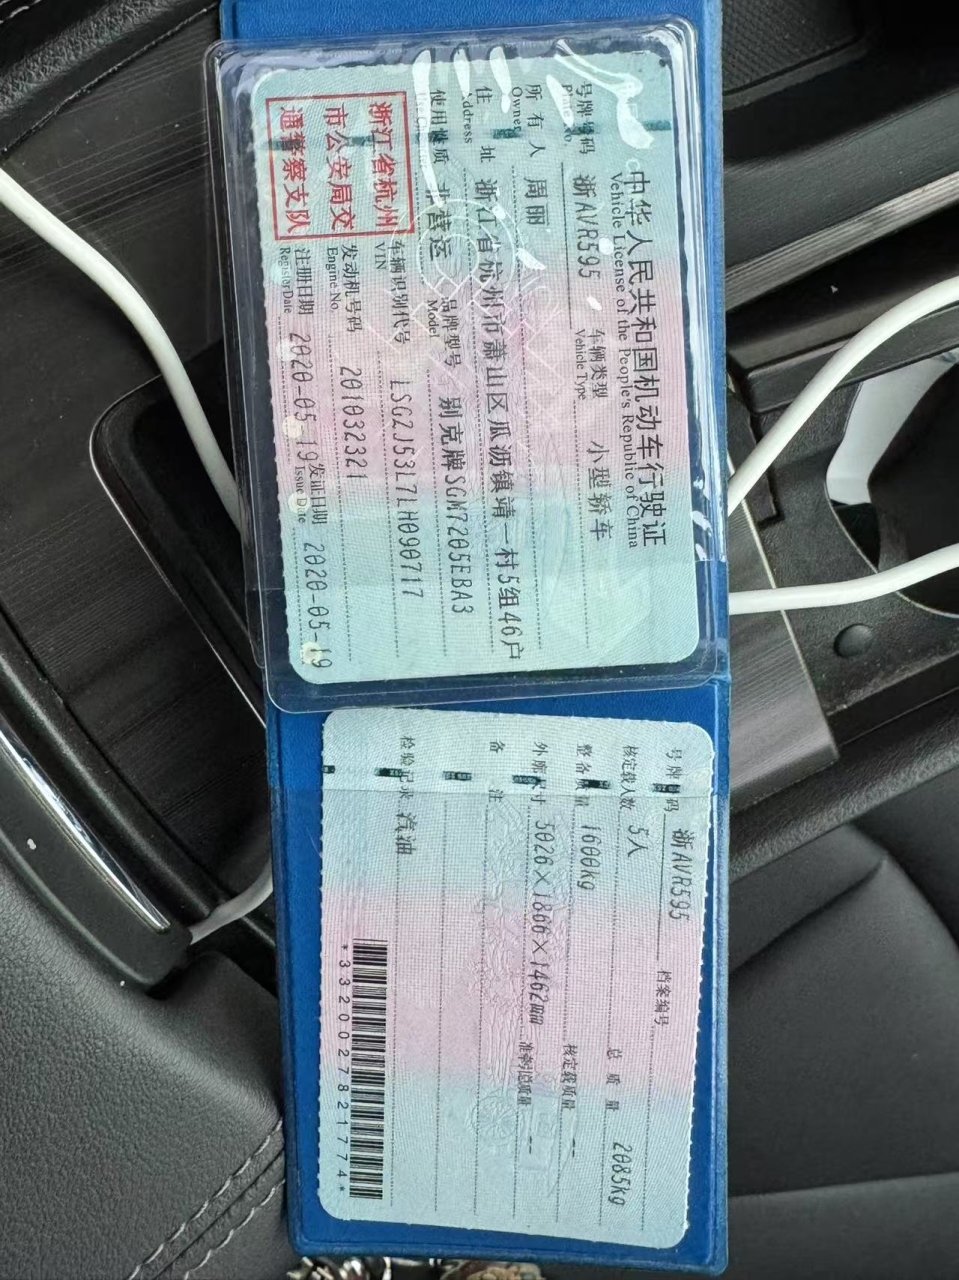 中华人民共和国机动车行驶证
Vehicle License of the People's Republic of China
号牌号码 浙AVR595 车辆类型 小型轿车
Plate No. Vehicle Type
所有人 周丽
Owner
住址 浙江省杭州市萧山区瓜沥镇靖一村5组46户
Address
使用性质 非营运 品牌型号 别克牌SGM7205EBA3
Model
浙江省杭州
市公安局交
通警察支队
车辆识别代号 LSGZJ53L7LH090717
VIN
发动机号码 201032321
Engine No.
注册日期 2020-05-19 发证日期 2020-05-19
Register Date Issue Date
号牌号码 浙AVR595 档案编号
核定载人数 5人 总质量 2085kg
整备质量 1600kg 核定载质量 --
外廓尺寸 5026×1866×1462mm 准牵引总质量 --
备注
检验记录 汽油
*3320027821774*